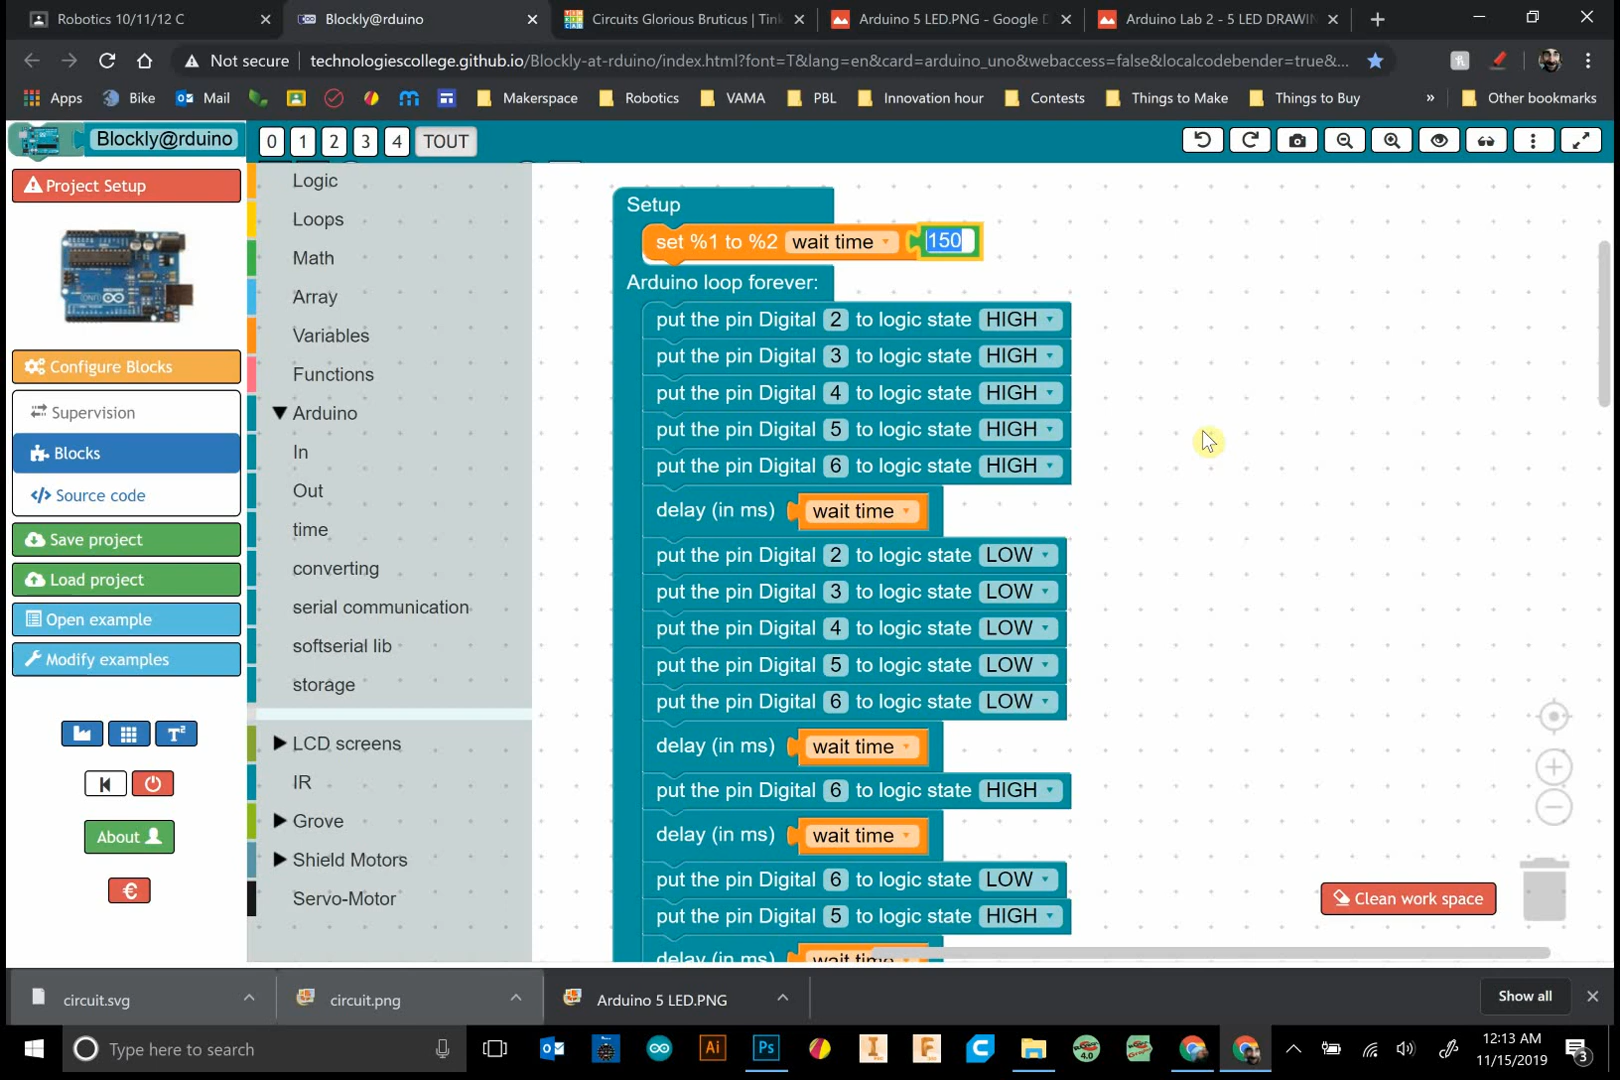 Robotics 10/11/12 C
Blockly@rduino
Circuits Glorious Bruticus | Tink
Arduino 5 LED.PNG - Google D
Arduino Lab 2 - 5 LED DRAWIN
Not secure
technologiescollege.github.io/Blockly-at-rduino/index.html?font=T&lang=en&card=arduino_uno&webaccess=false&localcodebender=true&...
Apps
Bike
Mail
Makerspace
Robotics
VAMA
PBL
Innovation hour
Contests
Things to Make
Things to Buy
»
Other bookmarks
Blockly@rduino
0
1
2
3
4
TOUT
Project Setup
Configure Blocks
Supervision
Blocks
Source code
Save project
Load project
Open example
Modify examples
About
€
Logic
Loops
Math
Array
Variables
Functions
Arduino
In
Out
time
converting
serial communication
softserial lib
storage
LCD screens
IR
Grove
Shield Motors
Servo-Motor
Setup
set %1 to %2 wait time 150
Arduino loop forever:
put the pin Digital 2 to logic state HIGH
put the pin Digital 3 to logic state HIGH
put the pin Digital 4 to logic state HIGH
put the pin Digital 5 to logic state HIGH
put the pin Digital 6 to logic state HIGH
delay (in ms) wait time
put the pin Digital 2 to logic state LOW
put the pin Digital 3 to logic state LOW
put the pin Digital 4 to logic state LOW
put the pin Digital 5 to logic state LOW
put the pin Digital 6 to logic state LOW
delay (in ms) wait time
put the pin Digital 6 to logic state HIGH
delay (in ms) wait time
put the pin Digital 6 to logic state LOW
put the pin Digital 5 to logic state HIGH
delay (in ms) wait time
Clean work space
circuit.svg
circuit.png
Arduino 5 LED.PNG
Show all
Type here to search
Ai
Ps
I
F
4.0
12:13 AM
11/15/2019
3